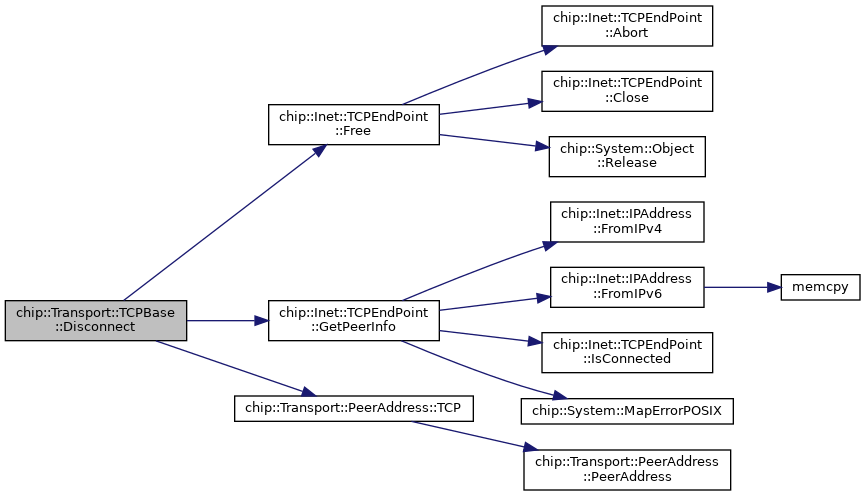 chip::Inet::TCPEndPoint
::Abort
chip::Inet::TCPEndPoint
::Close
chip::Inet::TCPEndPoint
::Free
chip::System::Object
::Release
chip::Inet::IPAddress
::FromIPv4
chip::Inet::IPAddress
::FromIPv6
memcpy
chip::Transport::TCPBase
::Disconnect
chip::Inet::TCPEndPoint
::GetPeerInfo
chip::Inet::TCPEndPoint
::IsConnected
chip::Transport::PeerAddress::TCP
chip::System::MapErrorPOSIX
chip::Transport::PeerAddress
::PeerAddress